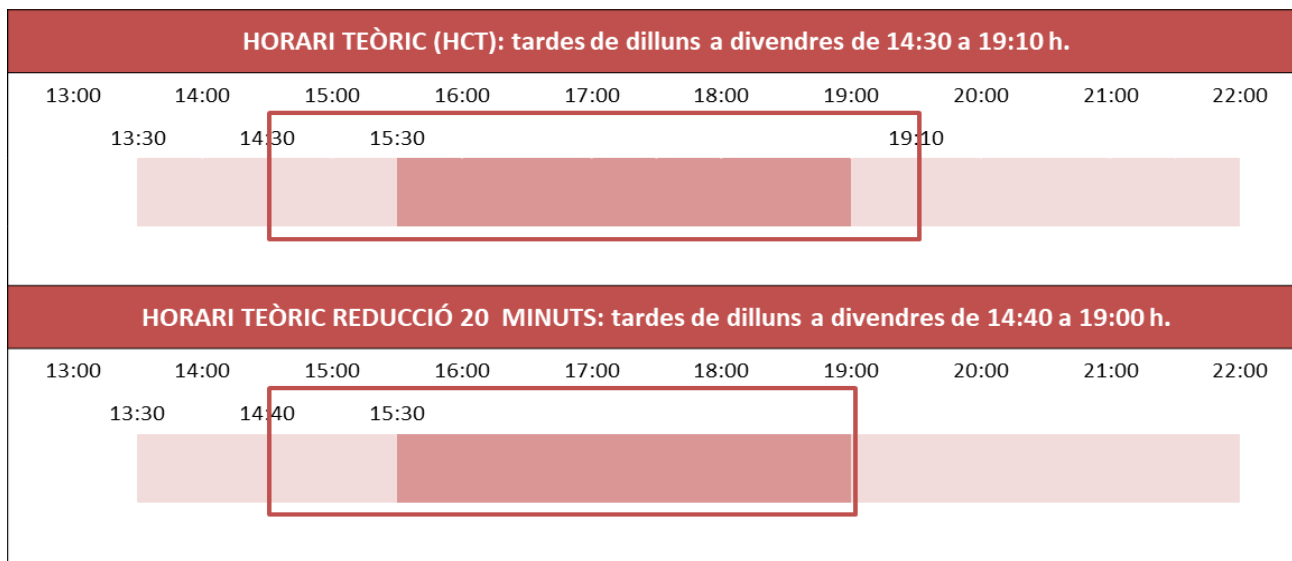 HORARI TEÒRIC (HCT): tardes de dilluns a divendres de 14:30 a 19:10 h.
13:00 14:00 15:00 16:00 17:00 18:00 19:00 20:00 21:00 22:00
13:30 14:30 15:30 19:10
HORARI TEÒRIC REDUCCIÓ 20 MINUTS: tardes de dilluns a divendres de 14:40 a 19:00 h.
13:00 14:00 15:00 16:00 17:00 18:00 19:00 20:00 21:00 22:00
13:30 14:40 15:30